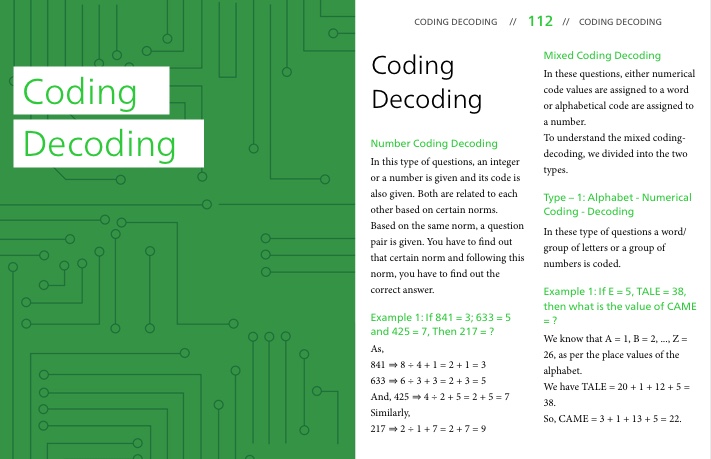 Coding
Decoding
CODING DECODING // 112 // CODING DECODING
Coding
Decoding
Number Coding Decoding
In this type of questions, an integer
or a number is given and its code is
also given. Both are related to each
other based on certain norms.
Based on the same norm, a question
pair is given. You have to find out
that certain norm and following this
norm, you have to find out the
correct answer.
Example 1: If 841 = 3; 633 = 5
and 425 = 7, Then 217 = ?
As,
841 ⇒ 8 ÷ 4 + 1 = 2 + 1 = 3
633 ⇒ 6 ÷ 3 + 3 = 2 + 3 = 5
And, 425 ⇒ 4 ÷ 2 + 5 = 2 + 5 = 7
Similarly,
217 ⇒ 2 ÷ 1 + 7 = 2 + 7 = 9
Mixed Coding Decoding
In these questions, either numerical
code values are assigned to a word
or alphabetical code are assigned to
a number.
To understand the mixed coding-
decoding, we divided into the two
types.
Type – 1: Alphabet - Numerical
Coding - Decoding
In these type of questions a word/
group of letters or a group of
numbers is coded.
Example 1: If E = 5, TALE = 38,
then what is the value of CAME
= ?
We know that A = 1, B = 2, ..., Z =
26, as per the place values of the
alphabet.
We have TALE = 20 + 1 + 12 + 5 =
38.
So, CAME = 3 + 1 + 13 + 5 = 22.